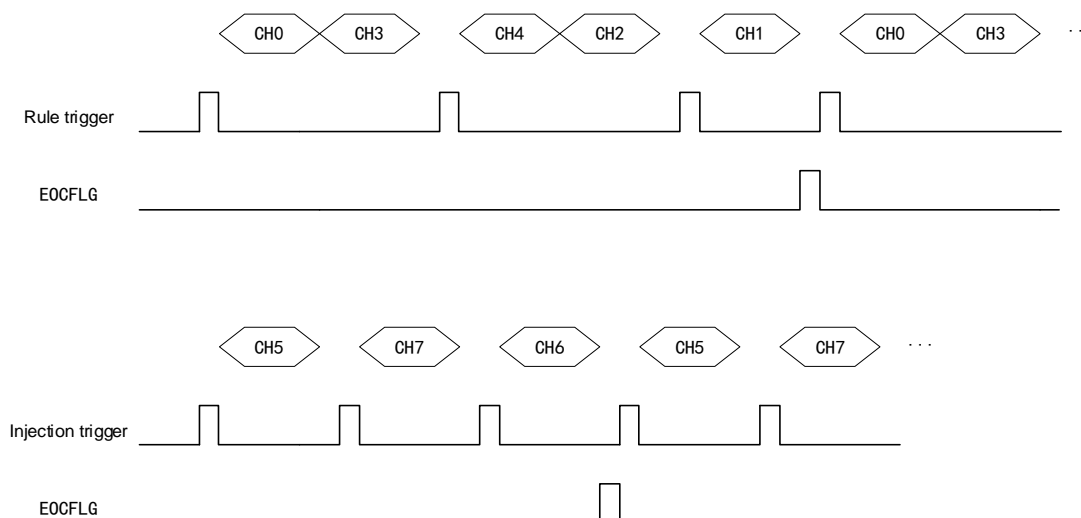 CH0 CH3 CH4 CH2 CH1 CH0 CH3 ..
Rule trigger
EOCFLG
CH5 CH7 CH6 CH5 CH7 ...
Injection trigger
EOCFLG